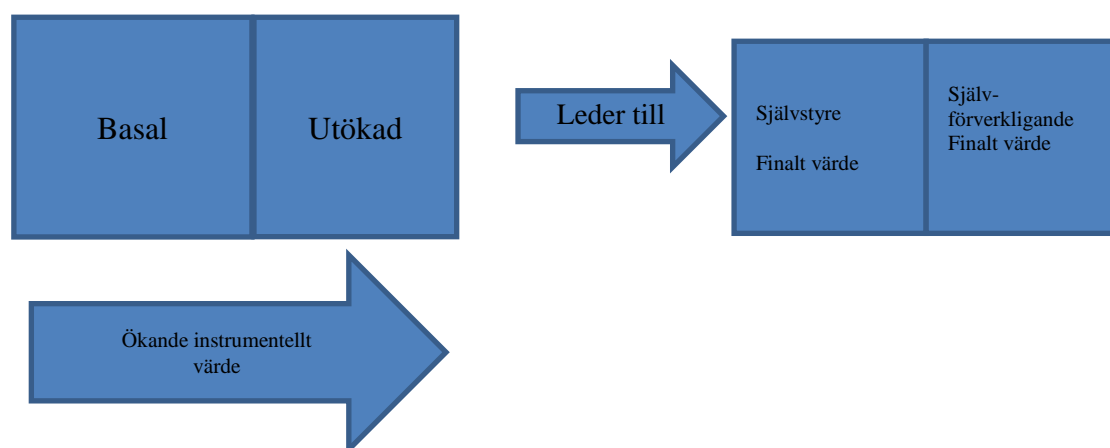 Basal
Utökad
Leder till
Självstyre
Finalt värde
Själv-
förverkligande
Finalt värde
Ökande instrumentellt
värde